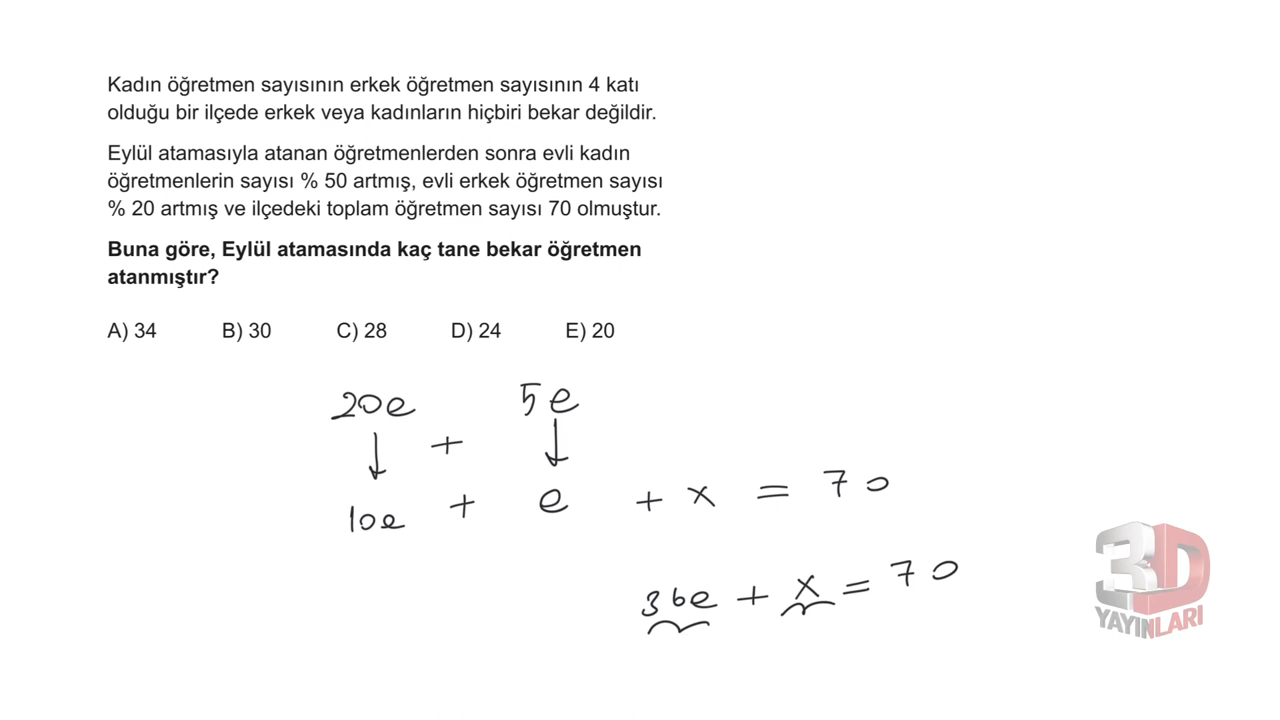 Kadın öğretmen sayısının erkek öğretmen sayısının 4 katı
olduğu bir ilçede erkek veya kadınların hiçbiri bekar değildir.
Eylül atamasıyla atanan öğretmenlerden sonra evli kadın
öğretmenlerin sayısı % 50 artmış, evli erkek öğretmen sayısı
% 20 artmış ve ilçedeki toplam öğretmen sayısı 70 olmuştur.
Buna göre, Eylül atamasında kaç tane bekar öğretmen
atanmıştır?
A) 34 B) 30 C) 28 D) 24 E) 20
20e + 5e
↓ ↓
10e + e + x = 70
36e + x = 70
3D
YAYINLARI